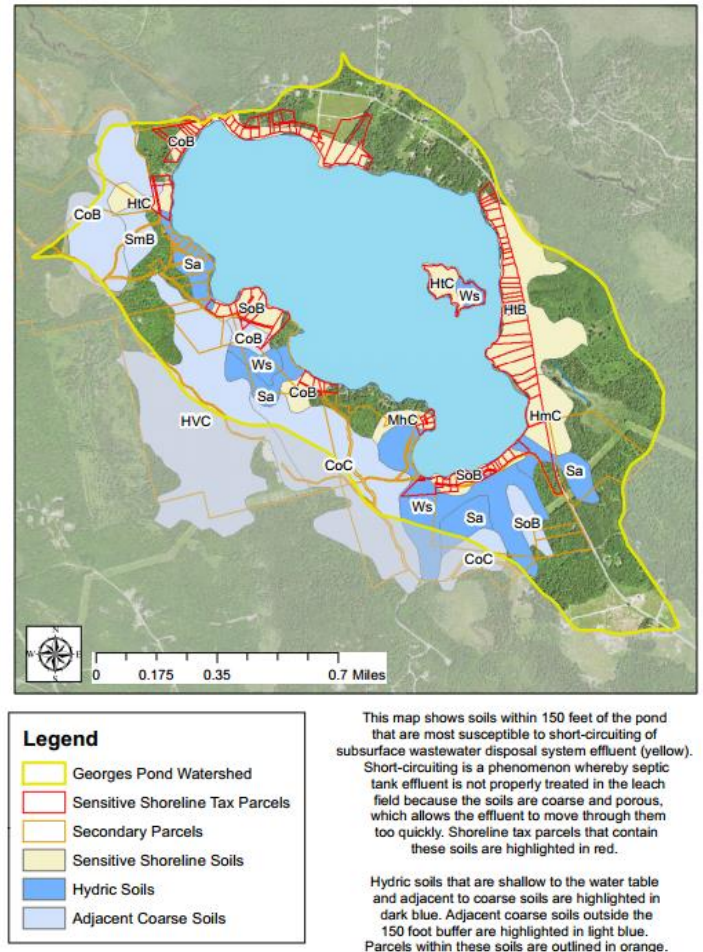 CoB
HtC
CoB
SmB
Sa
HtC
Ws
HtB
SoB
CoB
Ws
CoB
Sa
HVC
MhC
HmC
CoC
SoB
Sa
Ws
Sa
SoB
CoC
N
W
E
S
0 0.175 0.35 0.7 Miles
Legend
Georges Pond Watershed
Sensitive Shoreline Tax Parcels
Secondary Parcels
Sensitive Shoreline Soils
Hydric Soils
Adjacent Coarse Soils
This map shows soils within 150 feet of the pond
that are most susceptible to short-circuiting of
subsurface wastewater disposal system effluent (yellow).
Short-circuiting is a phenomenon whereby septic
tank effluent is not properly treated in the leach
field because the soils are coarse and porous,
which allows the effluent to move through them
too quickly. Shoreline tax parcels that contain
these soils are highlighted in red.
Hydric soils that are shallow to the water table
and adjacent to coarse soils are highlighted in
dark blue. Adjacent coarse soils outside the
150 foot buffer are highlighted in light blue.
Parcels within these soils are outlined in orange.